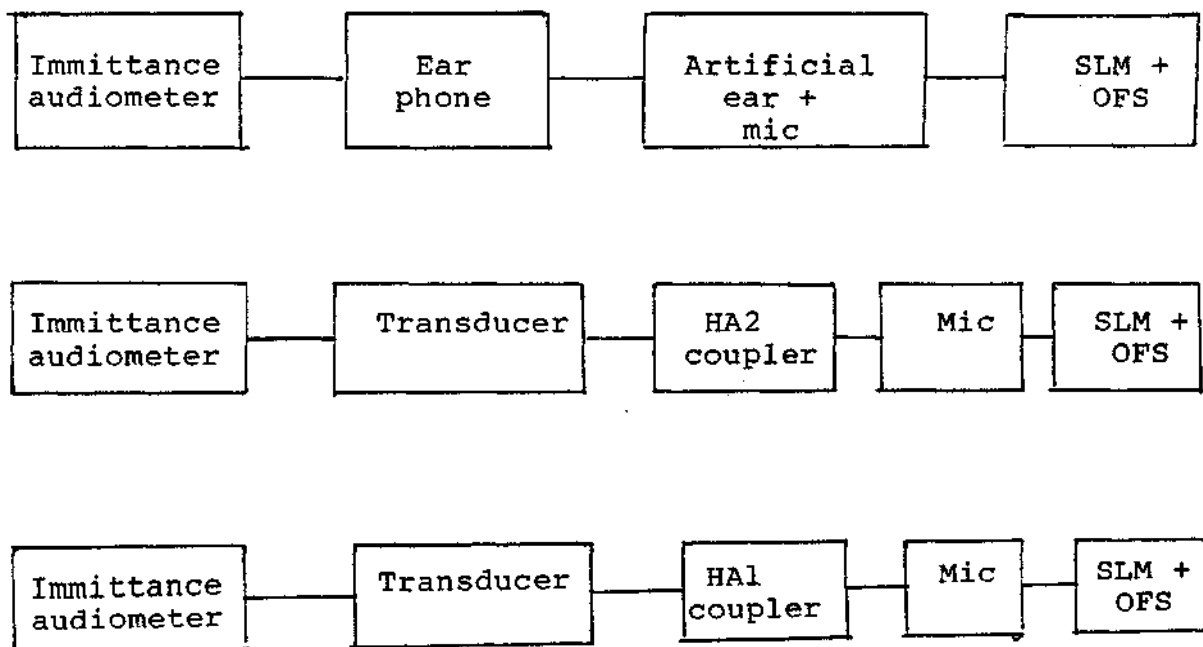 Immittance audiometer
Ear phone
Artificial ear + mic
SLM + OFS
Immittance audiometer
Transducer
HA2 coupler
Mic
SLM + OFS
Immittance audiometer
Transducer
HA1 coupler
Mic
SLM + OFS